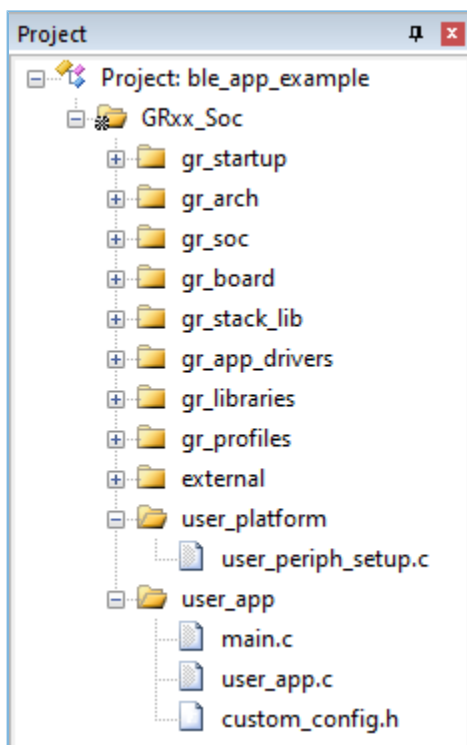 Project
Project: ble_app_example
GRxx_Soc
gr_startup
gr_arch
gr_soc
gr_board
gr_stack_lib
gr_app_drivers
gr_libraries
gr_profiles
external
user_platform
user_periph_setup.c
user_app
main.c
user_app.c
custom_config.h